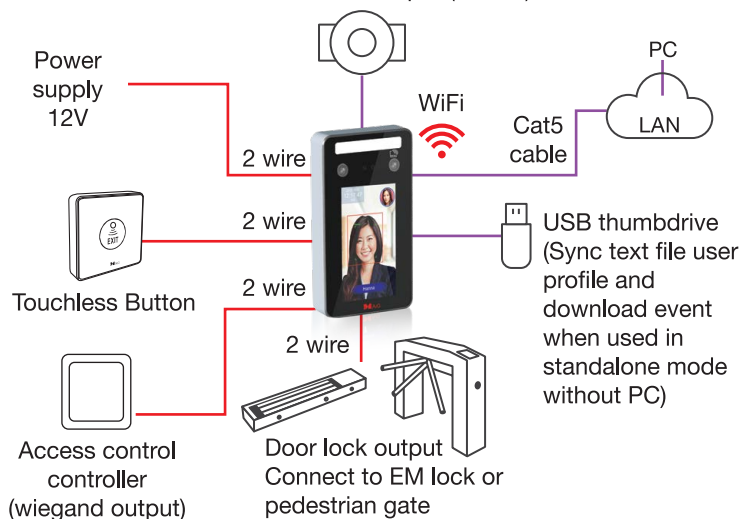 Power
supply
12V
WiFi
PC
LAN
Cat5
cable
2 wire
2 wire
EXIT
Touchless Button
2 wire
2 wire
USB thumbdrive
(Sync text file user
profile and
download event
when used in
standalone mode
without PC)
Access control
controller
(wiegand output)
Door lock output
Connect to EM lock or
pedestrian gate